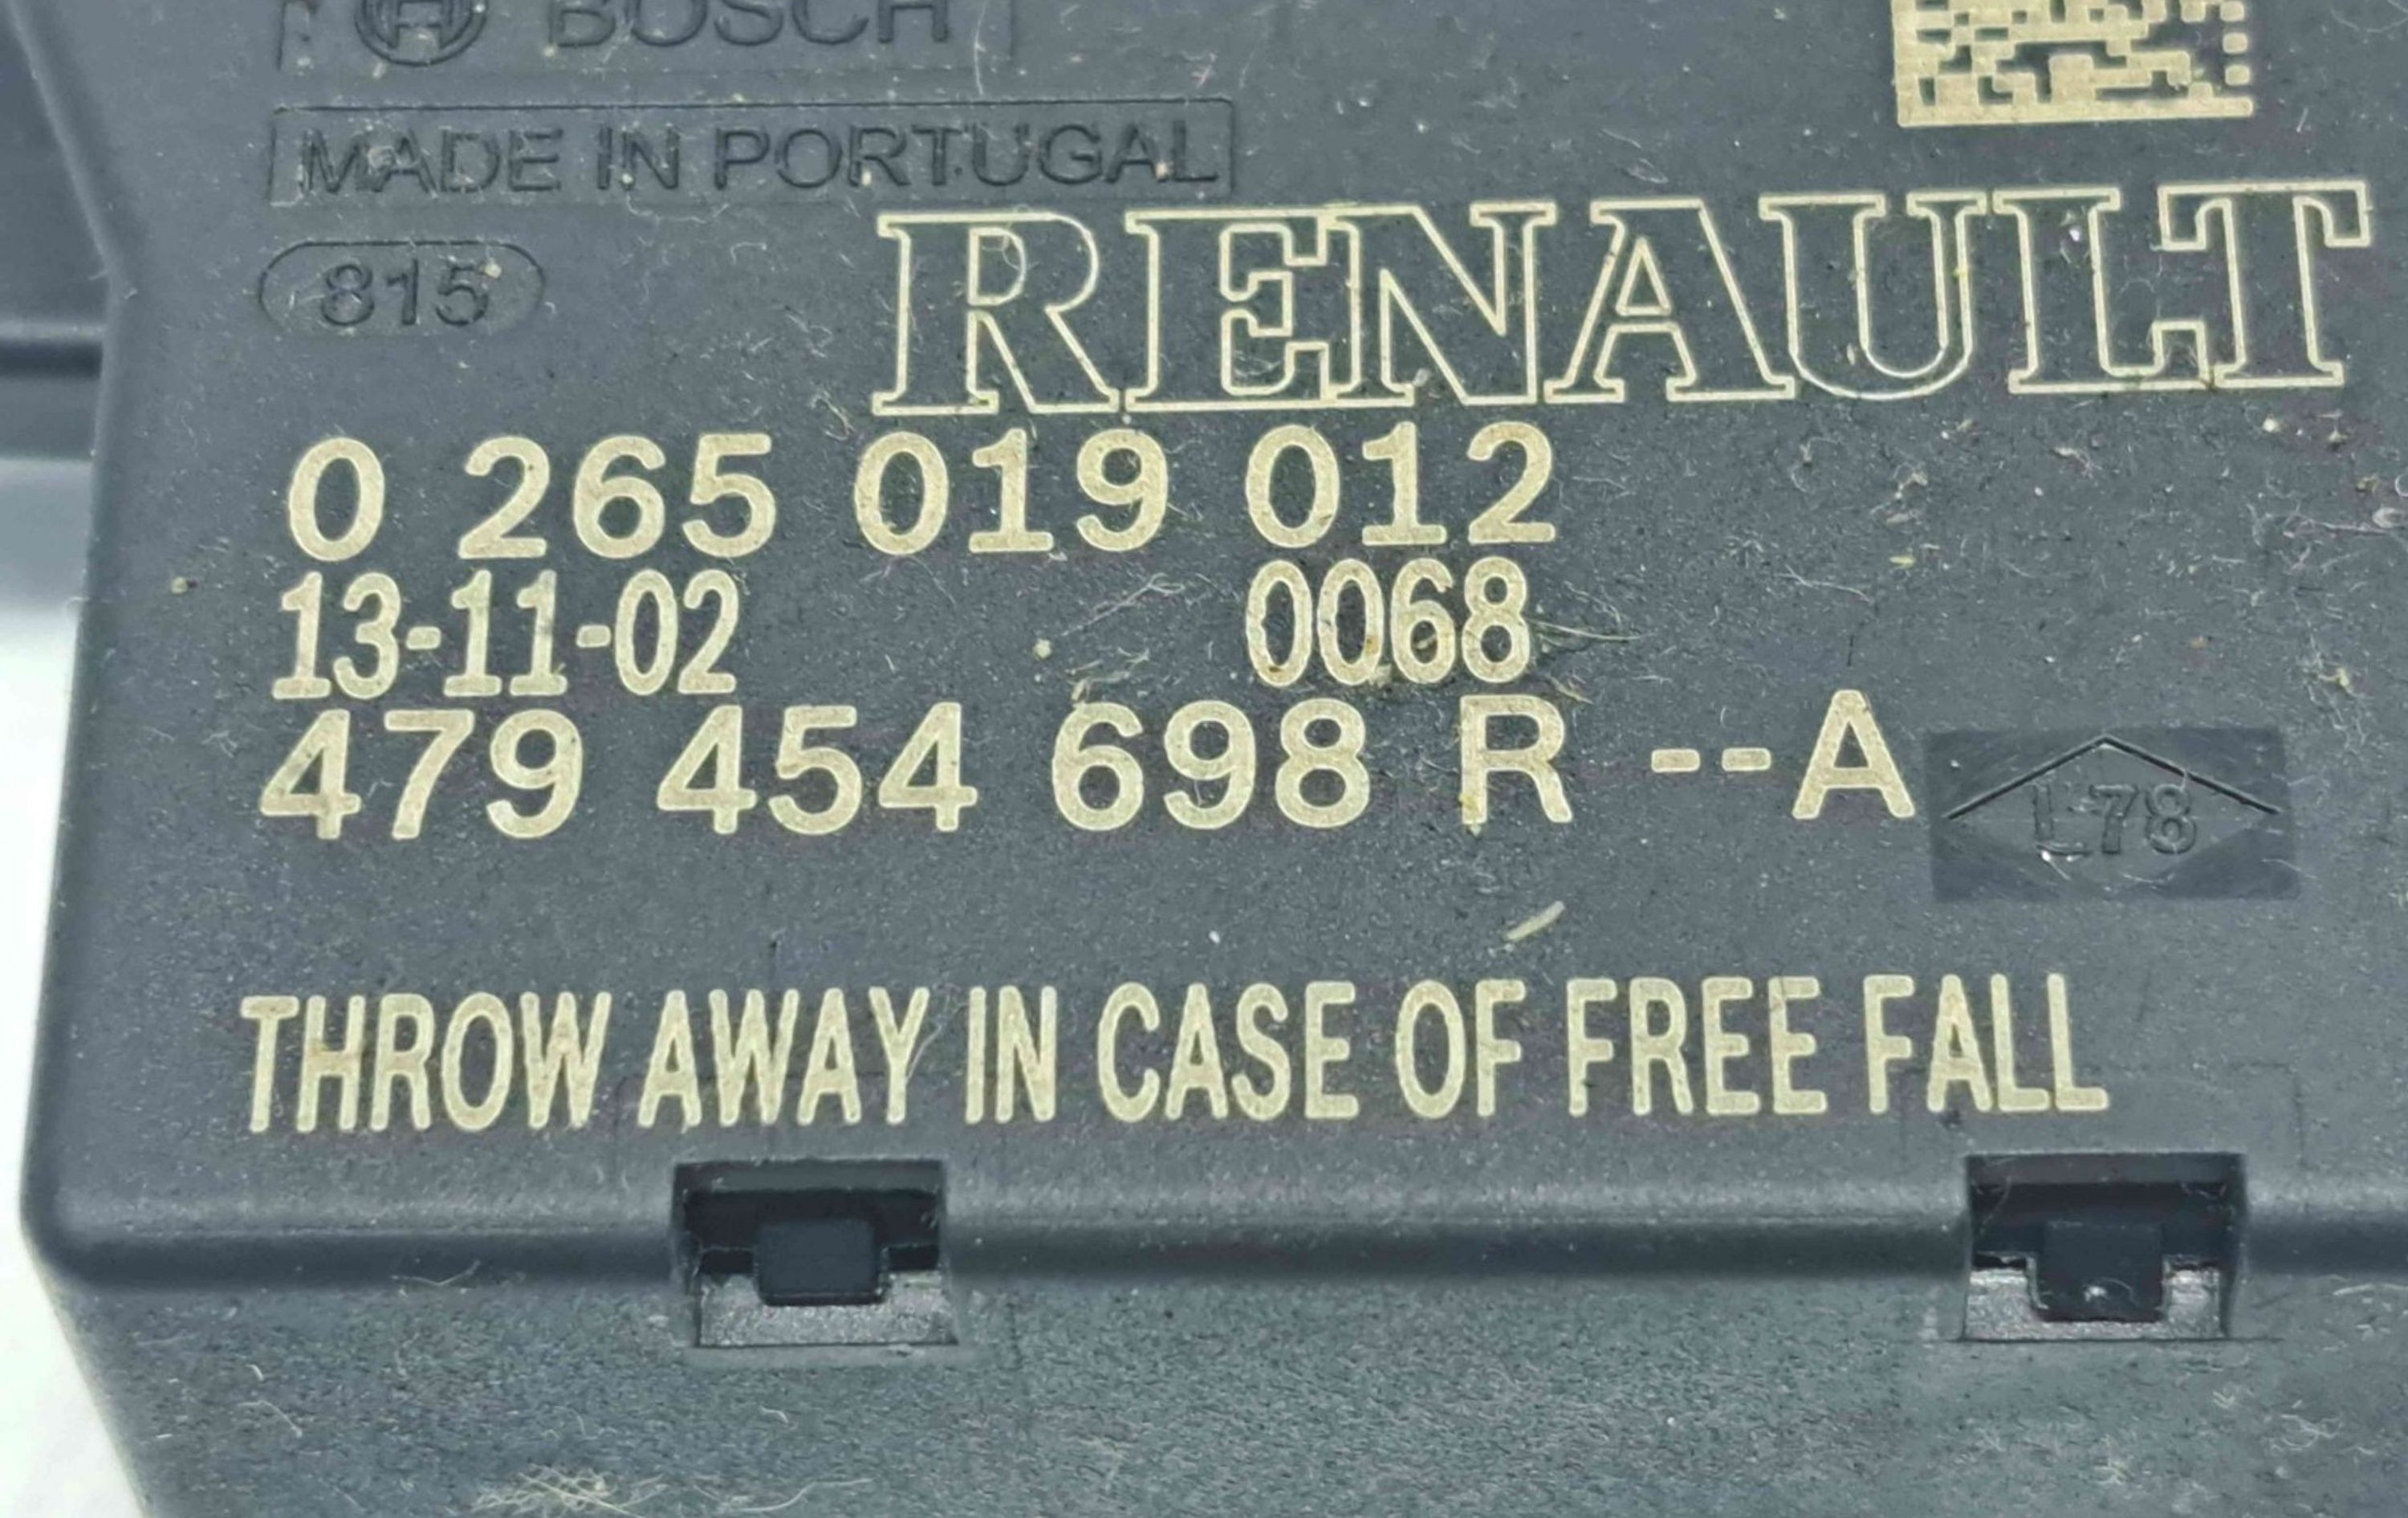 BOSCH
MADE IN PORTUGAL
815
RENAULT
0 265 019 012
13-11-02 0068
479 454 698 R --A
L78
THROW AWAY IN CASE OF FREE FALL